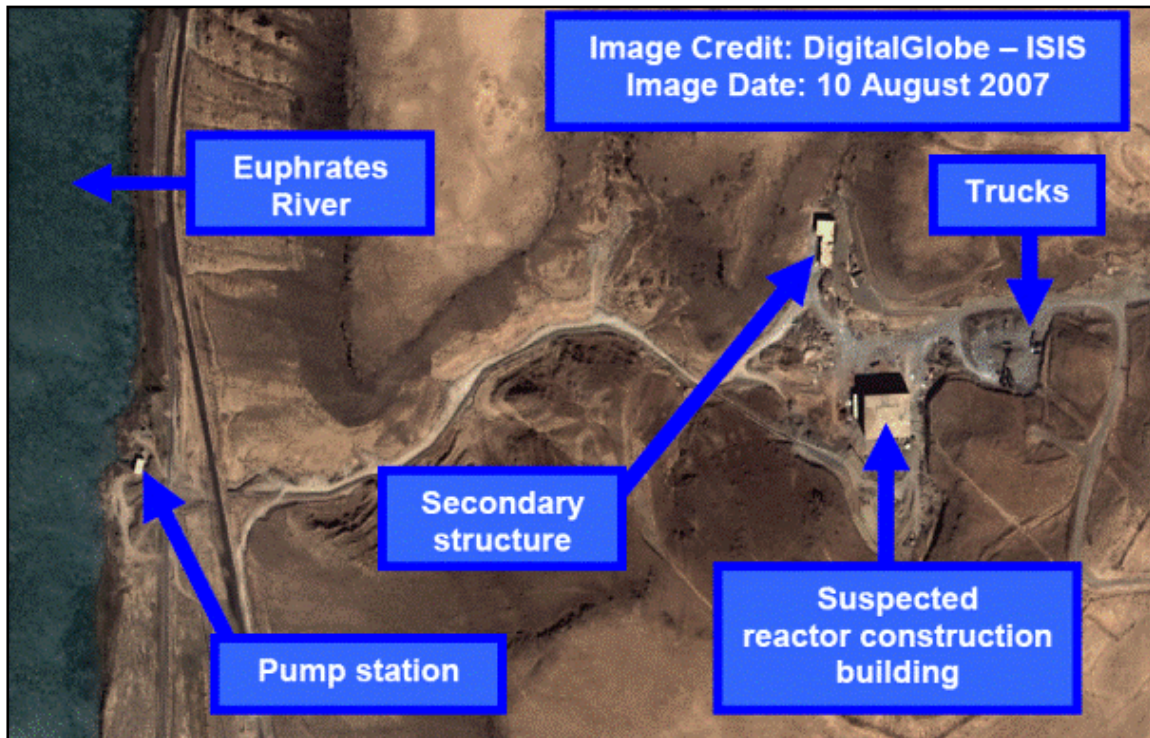 Image Credit: DigitalGlobe – ISIS
Image Date: 10 August 2007
Euphrates
River
Trucks
Secondary
structure
Suspected
reactor construction
building
Pump station